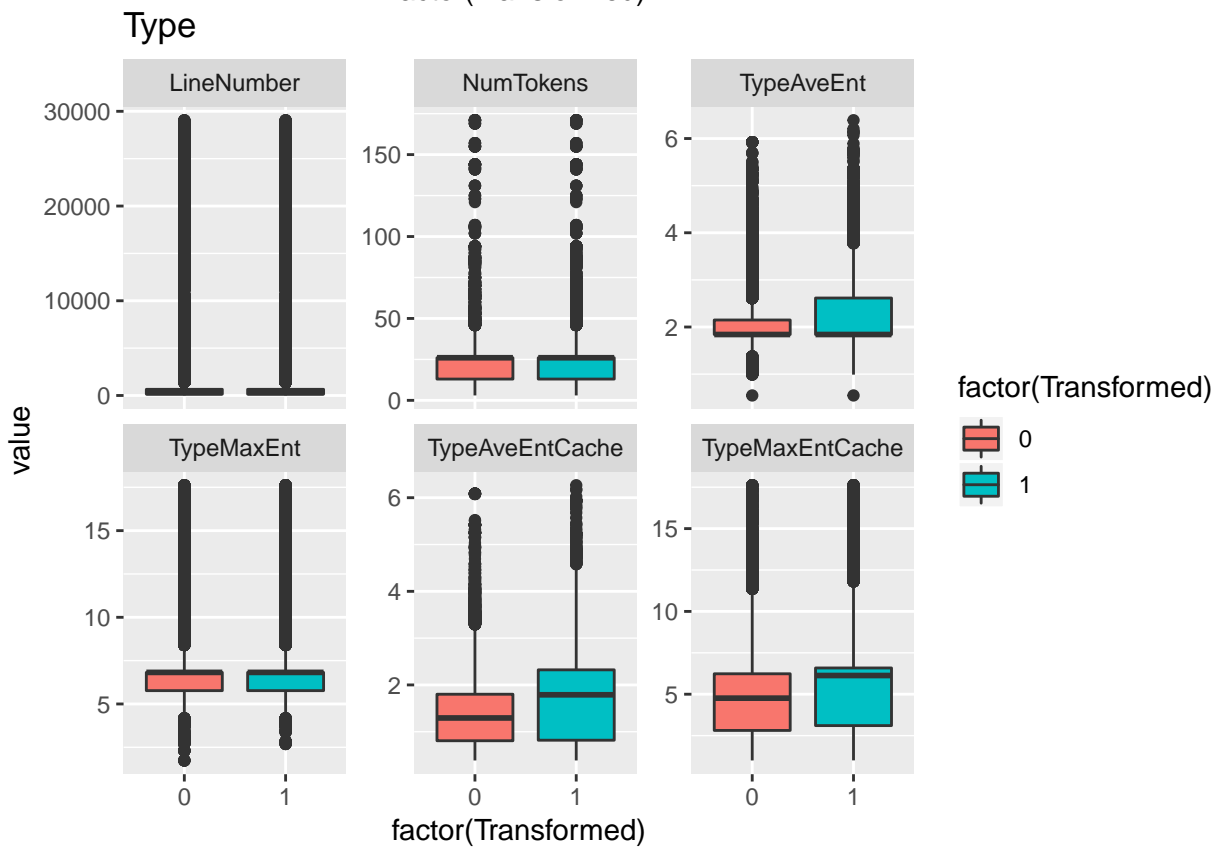 factor(Transformed)
Type
LineNumber
NumTokens
TypeAveEnt
30000
20000
10000
0
150
100
50
0
6
4
2
value
TypeMaxEnt
TypeAveEntCache
TypeMaxEntCache
15
10
5
6
4
2
15
10
5
0
1
0
1
0
1
factor(Transformed)
factor(Transformed)
0
1